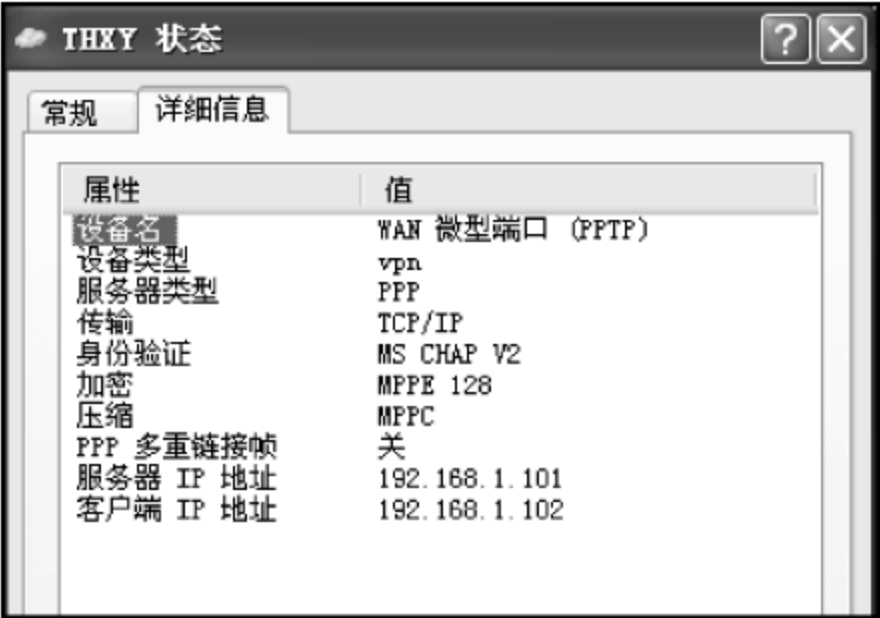 THXY 状态
常规 详细信息
属性 值
设备名 WAN 微型端口 (PPTP)
设备类型 vpn
服务器类型 PPP
传输 TCP/IP
身份验证 MS CHAP V2
加密 MPPE 128
压缩 MPPC
PPP 多重链接帧 关
服务器 IP 地址 192.168.1.101
客户端 IP 地址 192.168.1.102